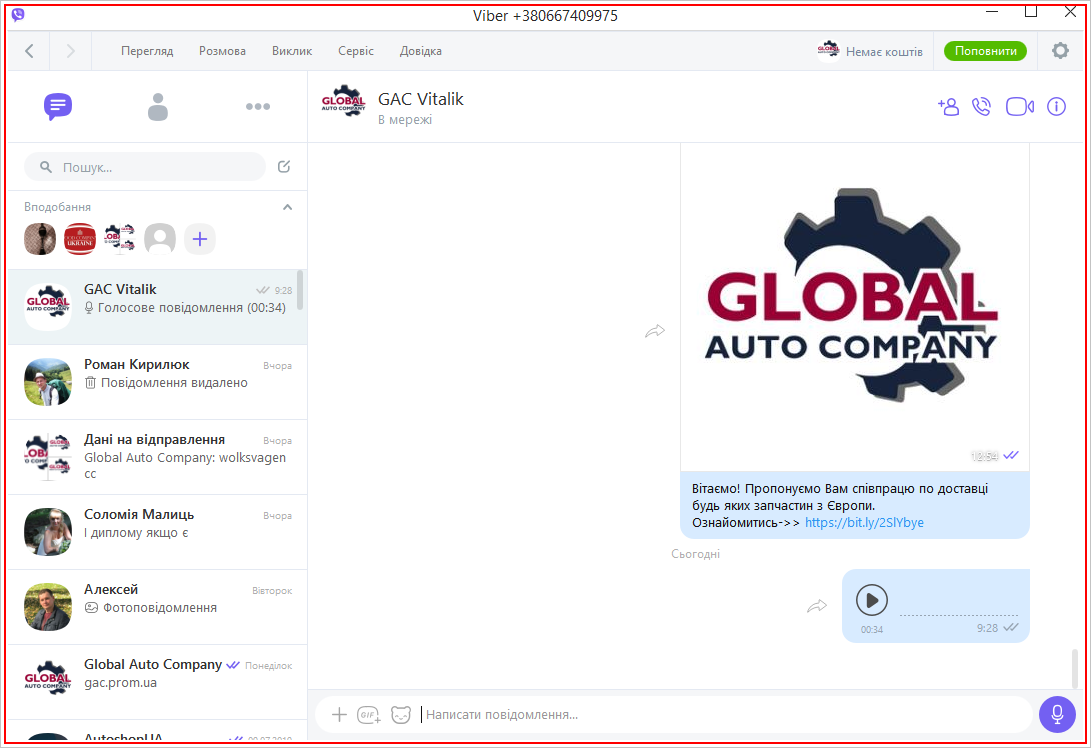 Viber +380667409975
Перегляд Розмова Виклик Сервіс Довідка
Немає коштів
Поповнити
Пошук...
Вподобання
GAC Vitalik 9:28
Голосове повідомлення (00:34)
Роман Кирилюк Вчора
Повідомлення видалено
Дані на відправлення Вчора
Global Auto Company: wolksvagen
cc
Соломія Малиць Вчора
І диплому якщо є
Алексей Вівторок
Фотоповідомлення
Global Auto Company Понеділок
gac.prom.ua
AutoshopUA
GAC Vitalik
В мережі
GLOBAL
AUTO COMPANY
12:54
Вітаємо! Пропонуємо Вам співпрацю по доставці
будь яких запчастин з Європи.
Ознайомитись->> https://bit.ly/2SlYbye
Сьогодні
00:34
9:28
GIF
Написати повідомлення...